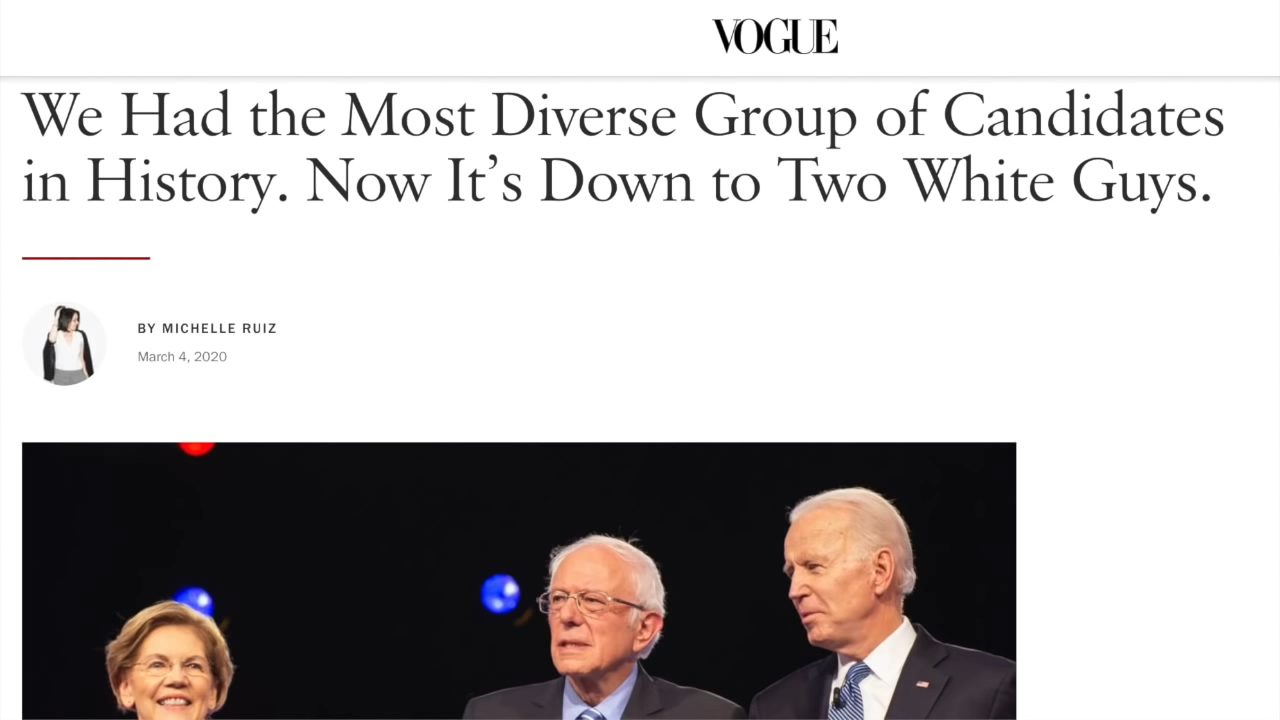 VOGUE
We Had the Most Diverse Group of Candidates
in History. Now It’s Down to Two White Guys.
BY MICHELLE RUIZ
March 4, 2020